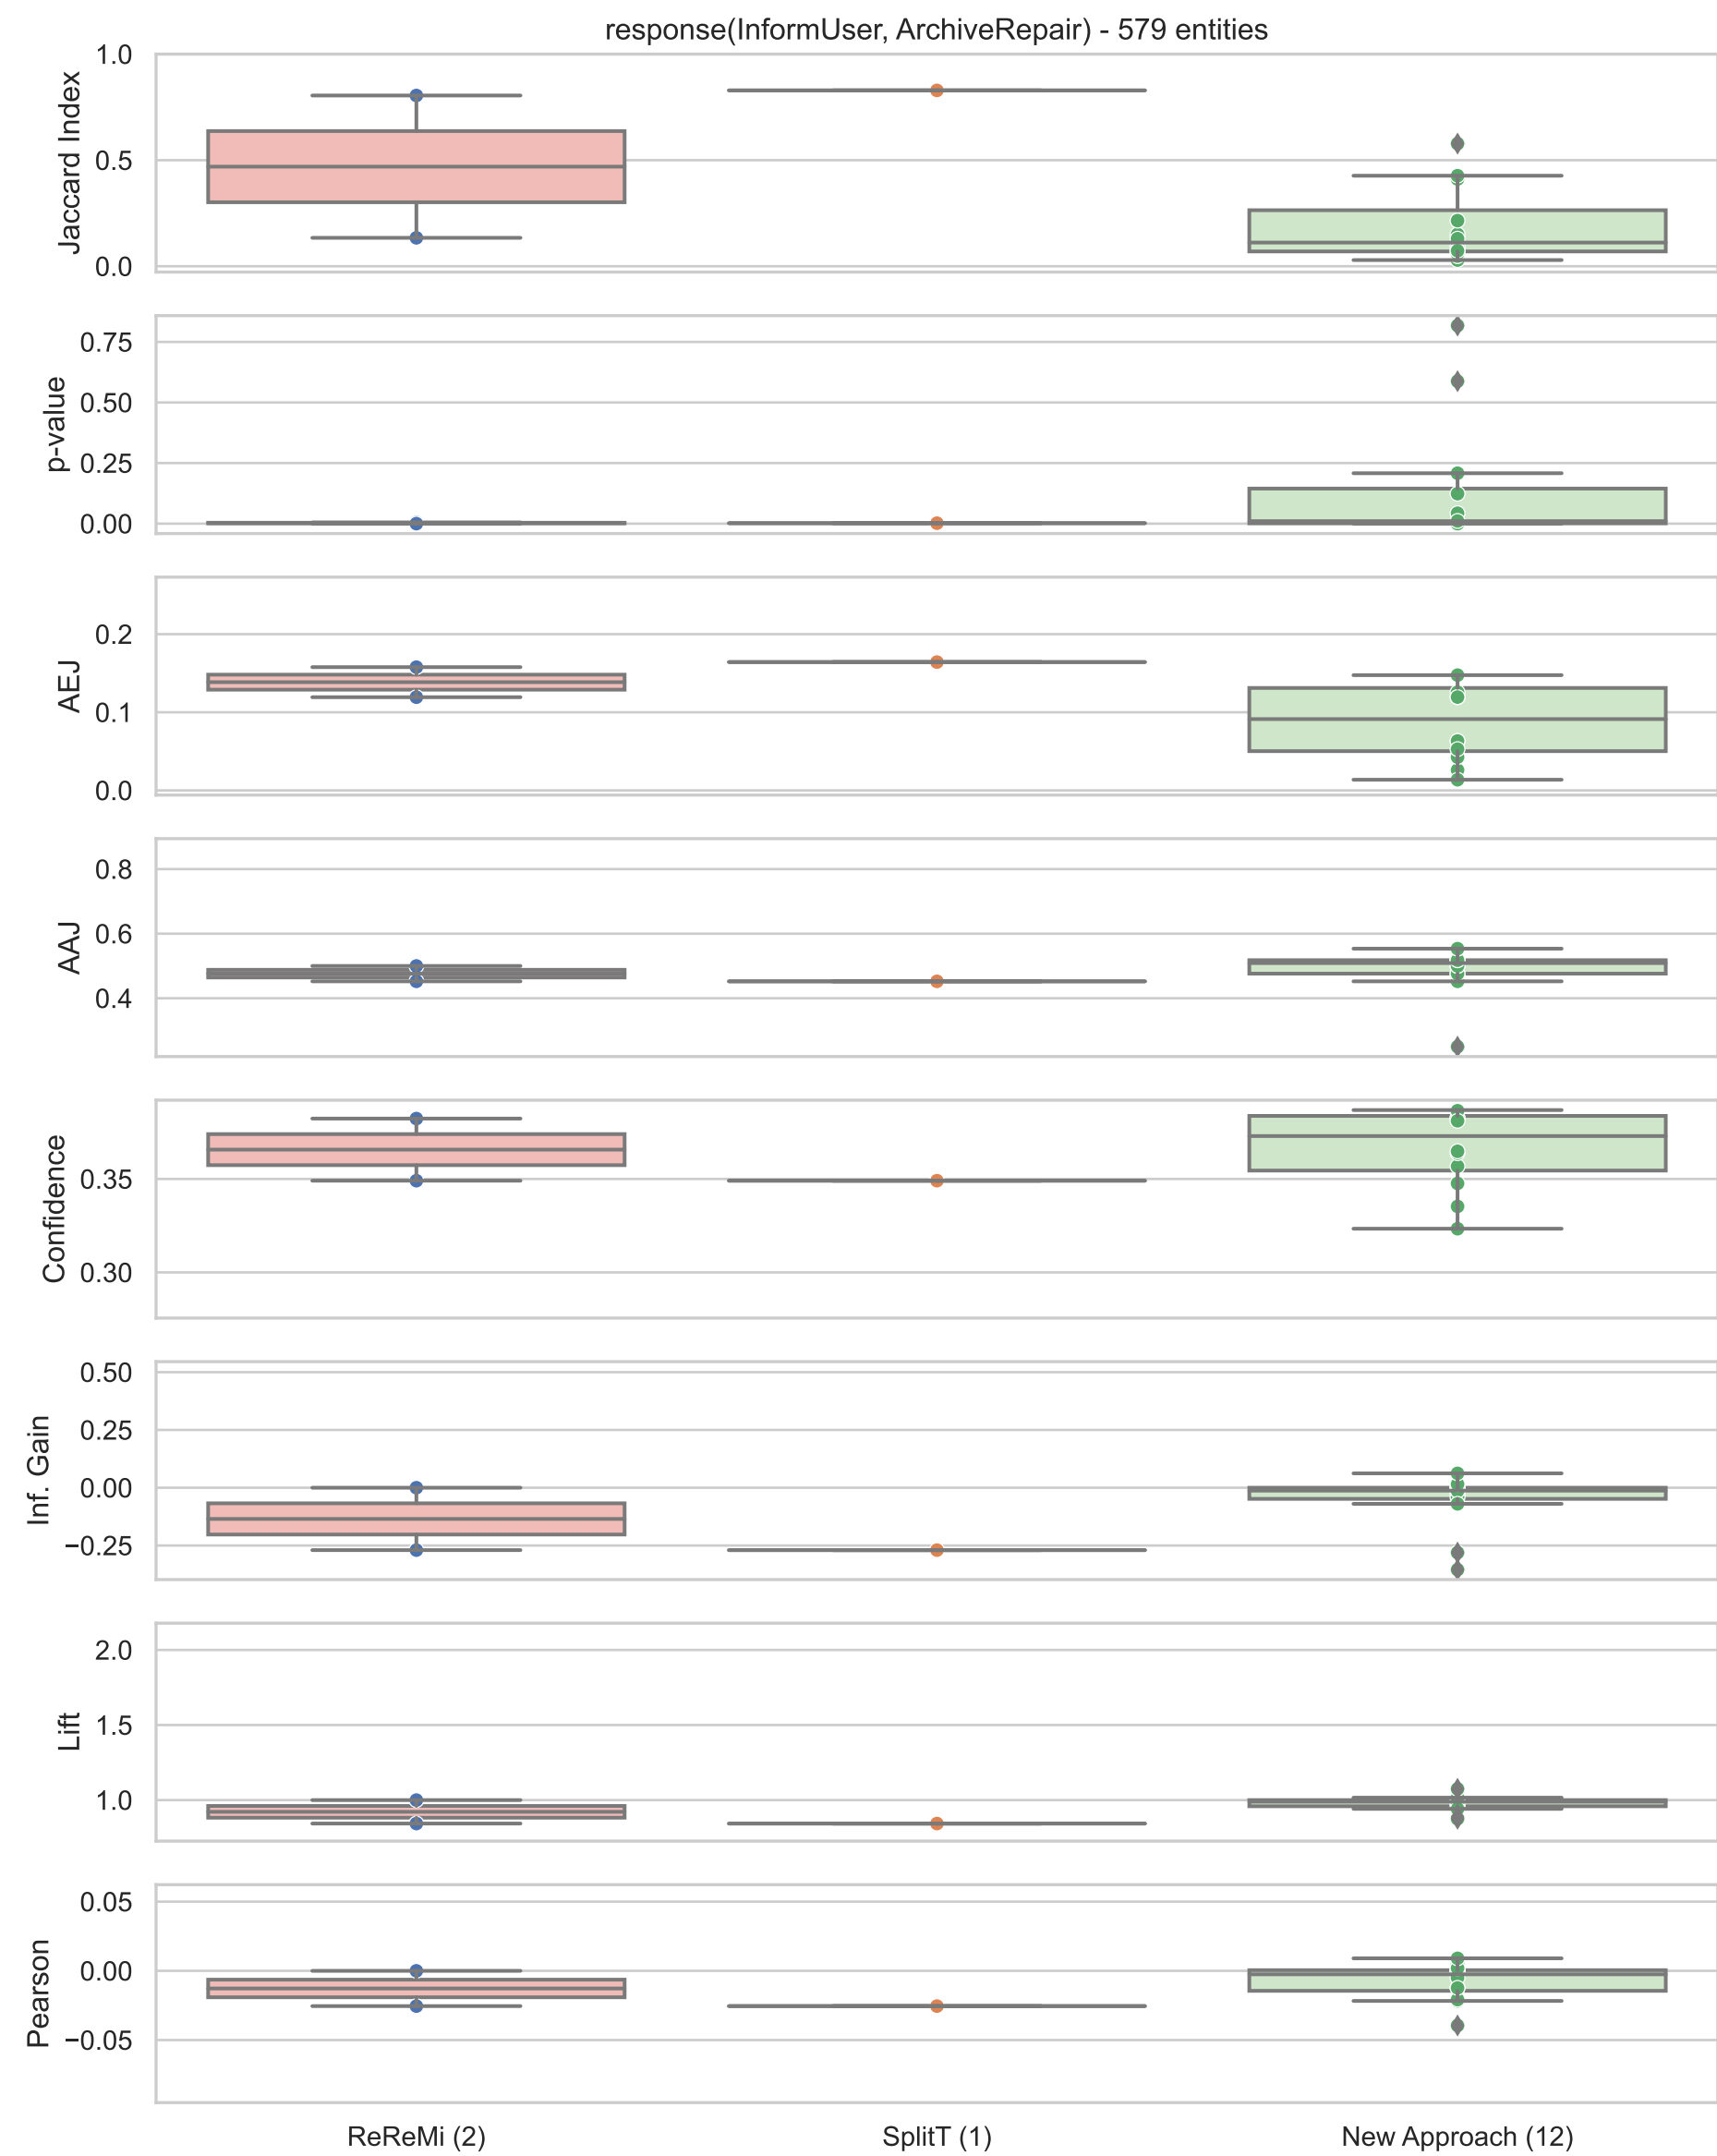 response(InformUser, ArchiveRepair) - 579 entities
1.0
0.5
0.0
Jaccard Index
0.75
0.50
0.25
0.00
p-value
0.2
0.1
0.0
AEJ
0.8
0.6
0.4
AAJ
0.35
0.30
Confidence
0.50
0.25
0.00
−0.25
Inf. Gain
2.0
1.5
1.0
Lift
0.05
0.00
−0.05
Pearson
ReReMi (2) SplitT (1) New Approach (12)